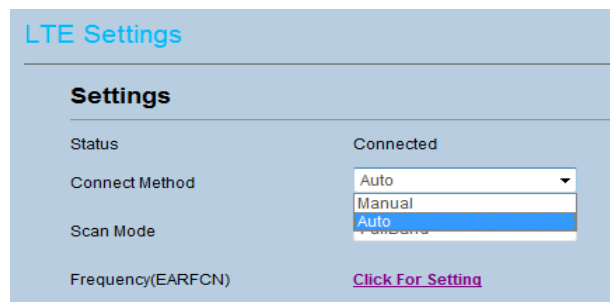 LTE Settings
Settings
Status Connected
Connect Method Auto
Manual
Auto
Scan Mode
Frequency(EARFCN) Click For Setting